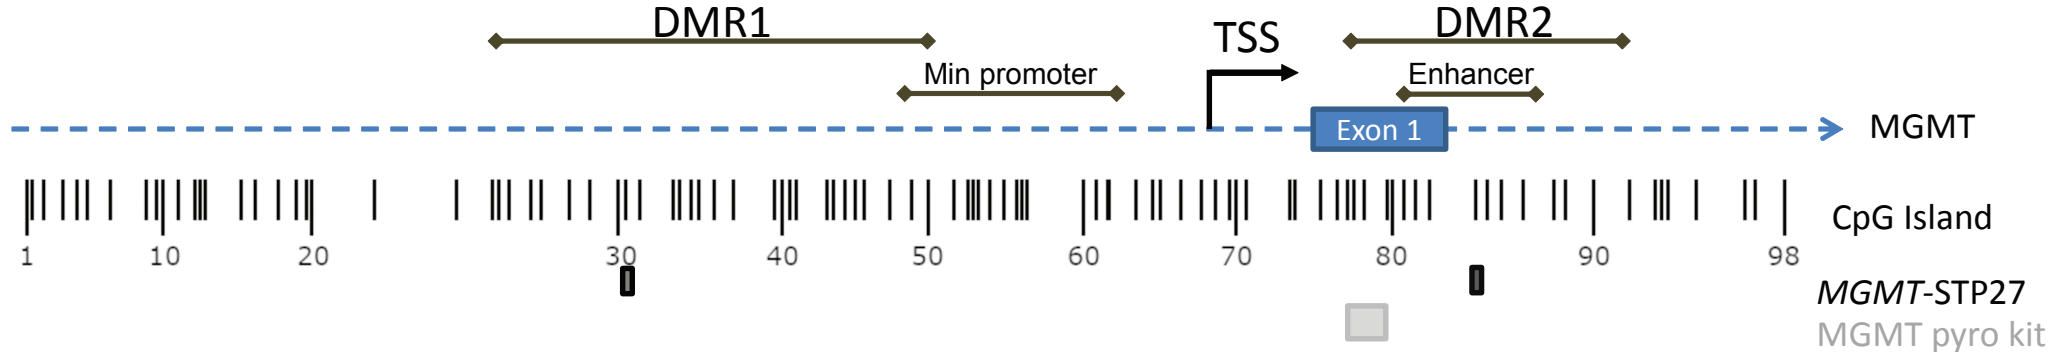 DMR1
TSS
DMR2
Min promoter
Enhancer
Exon 1
MGMT
CpG Island
1 10 20 30 40 50 60 70 80 90 98
MGMT-STP27
MGMT pyro kit